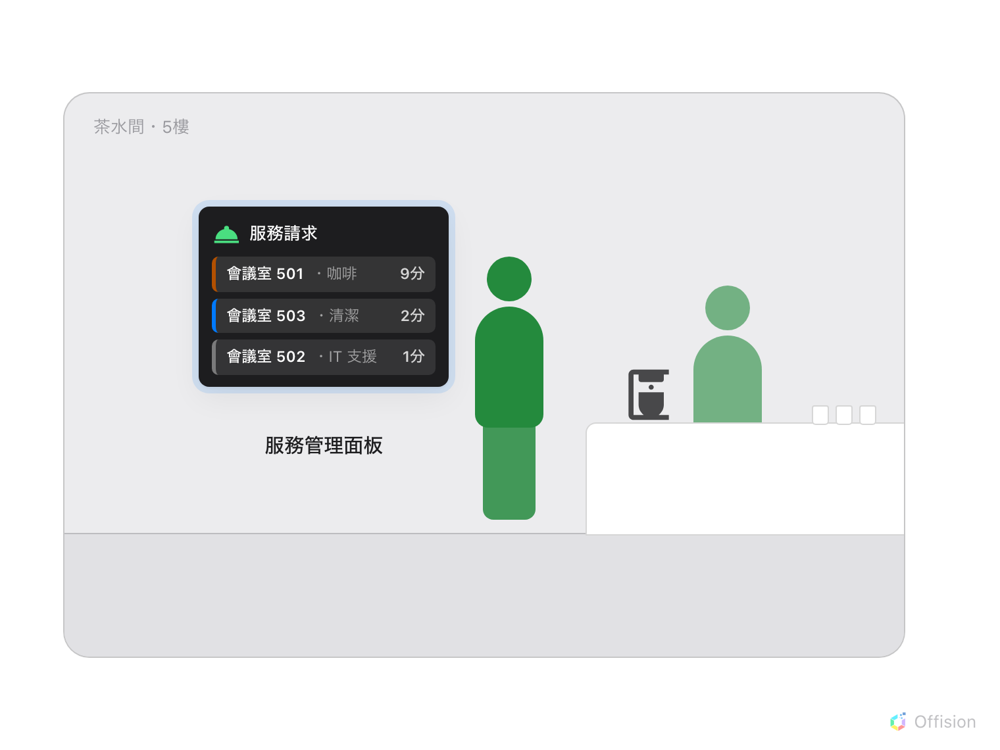 茶水間・5樓
服務請求
會議室 501 ・咖啡 9分
會議室 503 ・清潔 2分
會議室 502 ・IT 支援 1分
服務管理面板
Offision